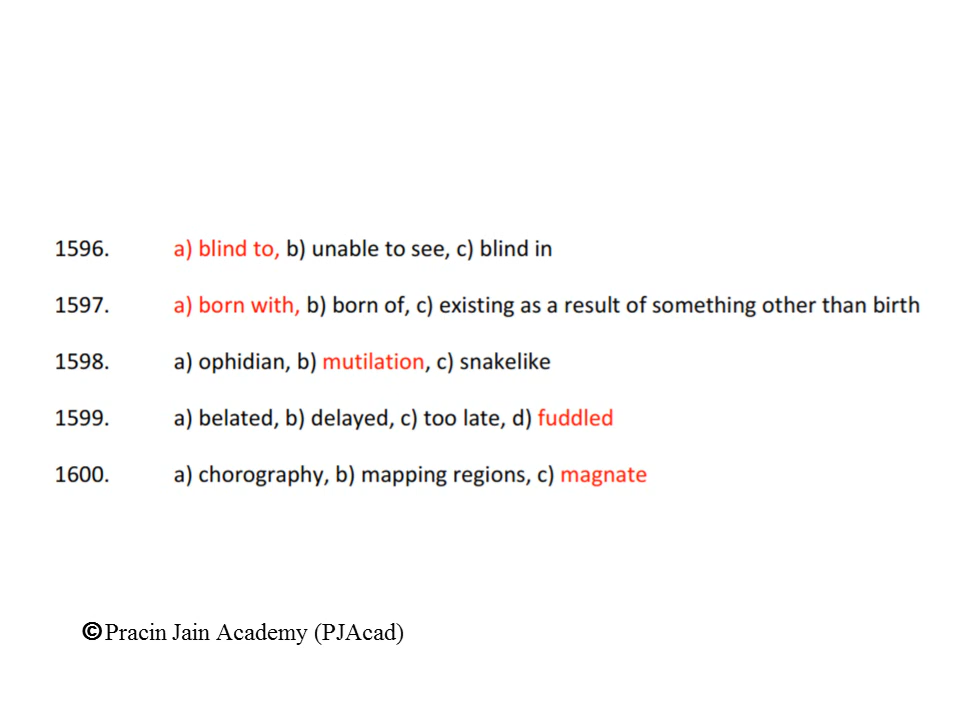 1596. a) blind to, b) unable to see, c) blind in
1597. a) born with, b) born of, c) existing as a result of something other than birth
1598. a) ophidian, b) mutilation, c) snakelike
1599. a) belated, b) delayed, c) too late, d) fuddled
1600. a) chorography, b) mapping regions, c) magnate
©Pracin Jain Academy (PJAcad)